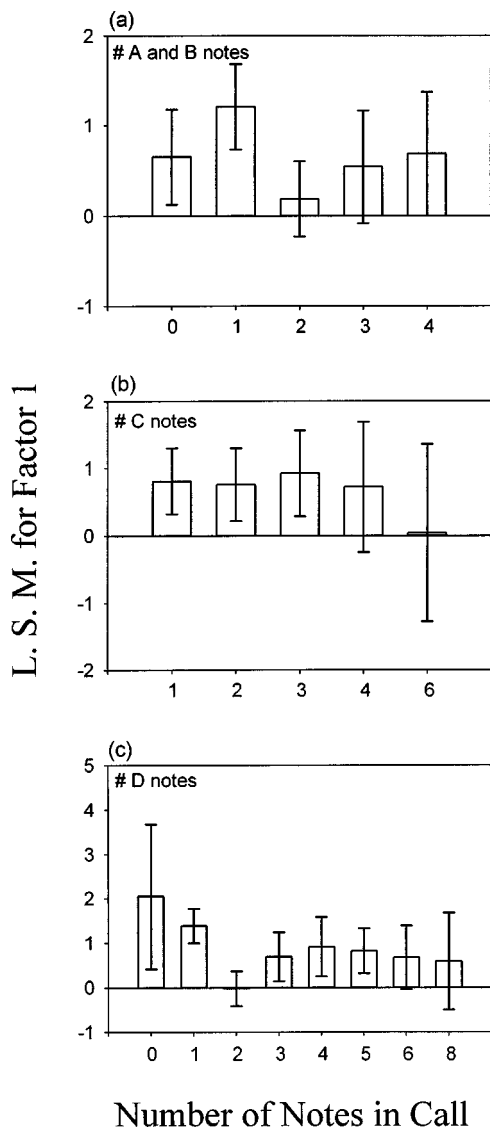 (a)
# A and B notes
2
1
0
-1
0 1 2 3 4
(b)
# C notes
2
1
0
-1
-2
1 2 3 4 6
L. S. M. for Factor 1
(c)
# D notes
5
4
3
2
1
0
-1
0 1 2 3 4 5 6 8
Number of Notes in Call